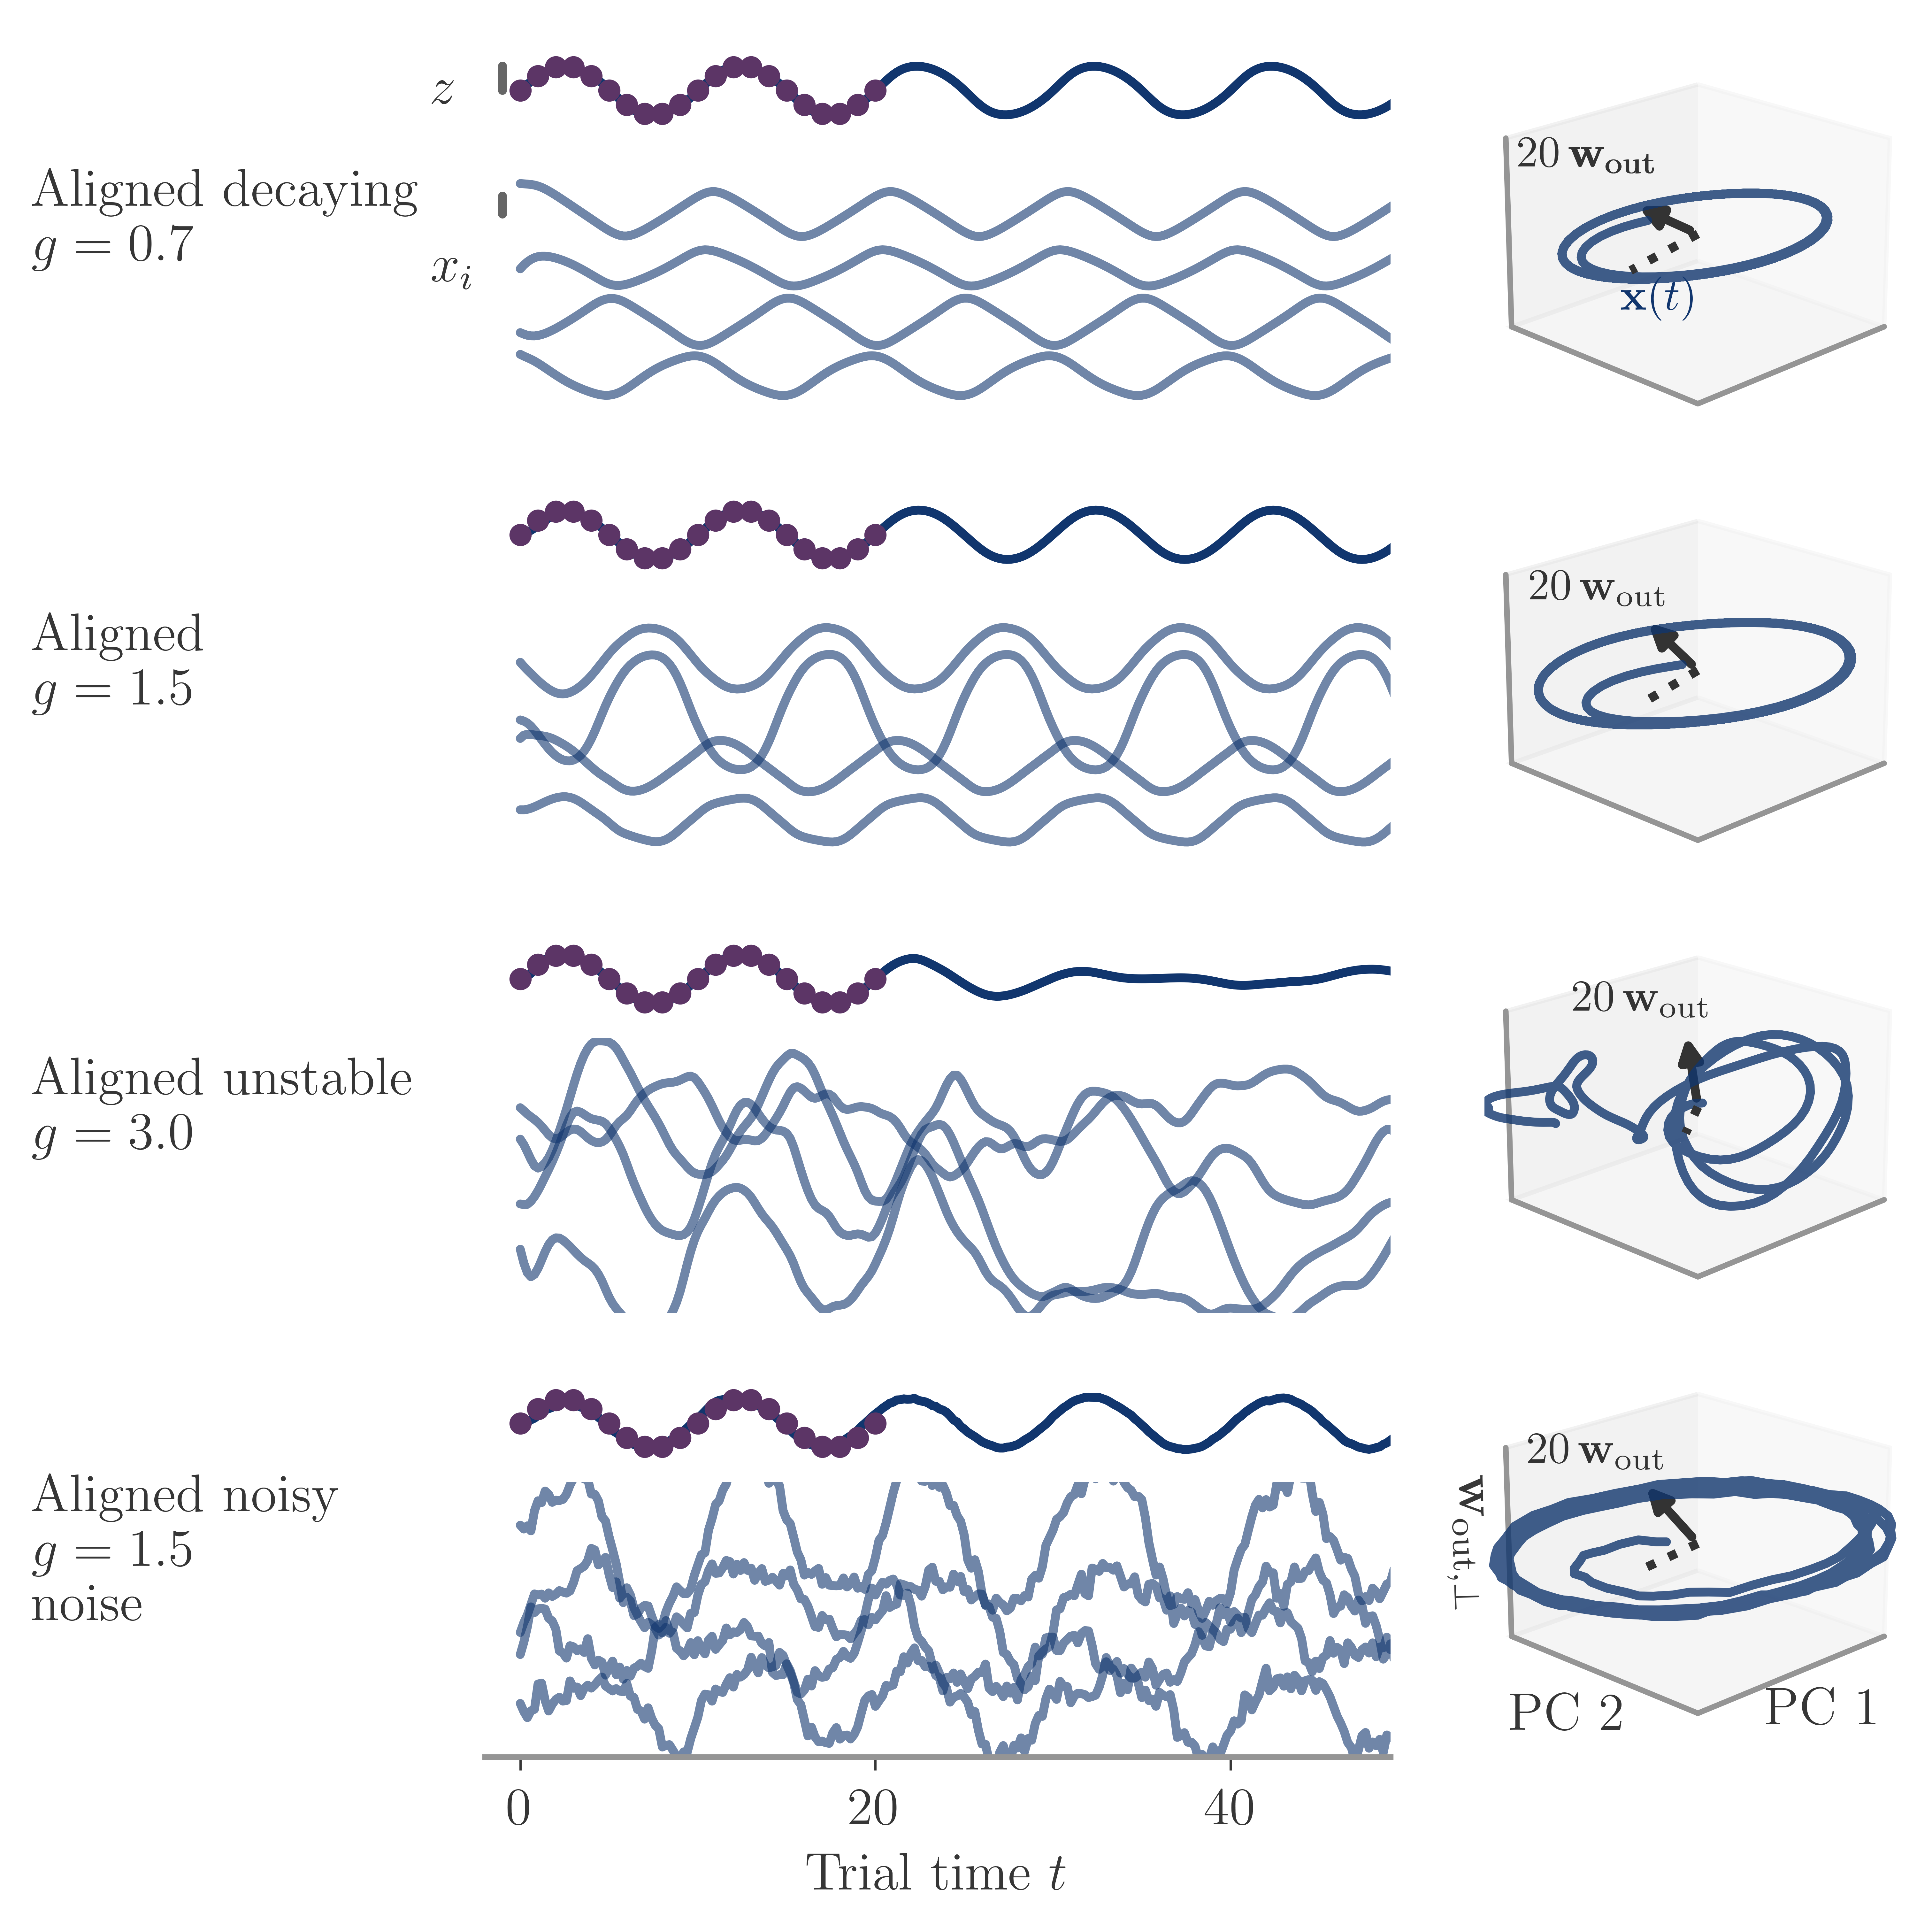 z
20 w_out
Aligned decaying
g = 0.7
x_i
x(t)
20 w_out
Aligned
g = 1.5
20 w_out
Aligned unstable
g = 3.0
20 w_out
w_out,⊥
Aligned noisy
g = 1.5
noise
PC 2
PC 1
0 20 40
Trial time t